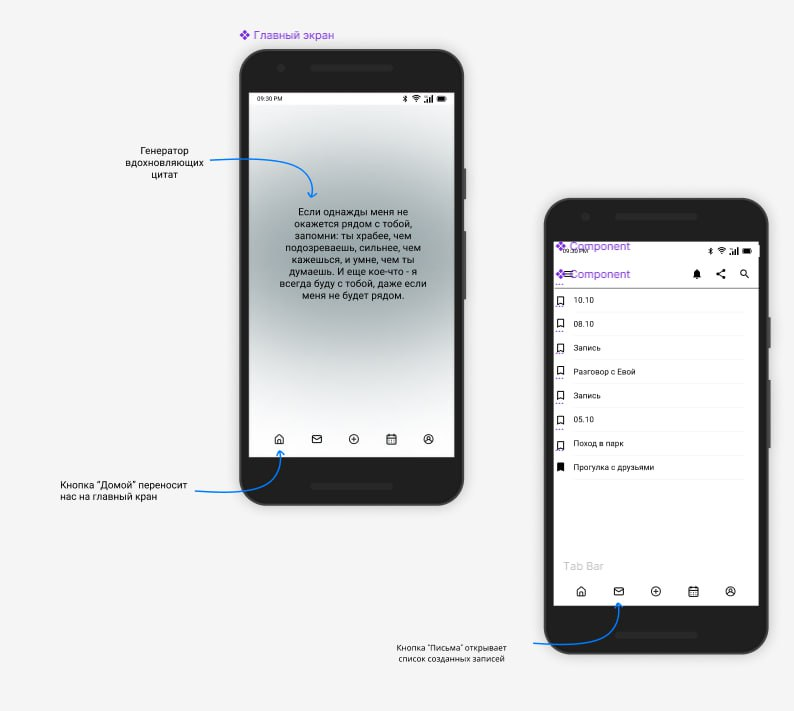 Главный экран
09:30 PM
Генератор
вдохновляющих
цитат
Если однажды меня не
окажется рядом с тобой,
запомни: ты храбрее, чем
подозреваешь, сильнее, чем
кажешься, и умне, чем ты
думаешь. И еще кое-что - я
всегда буду с тобой, даже если
меня не будет рядом.
Кнопка “Домой” переносит
нас на главный кран
Component
09:30 PM
Component
10.10
08.10
Запись
Разговор с Евой
Запись
05.10
Поход в парк
Прогулка с друзьями
Tab Bar
Кнопка "Письма" открывает
список созданных записей